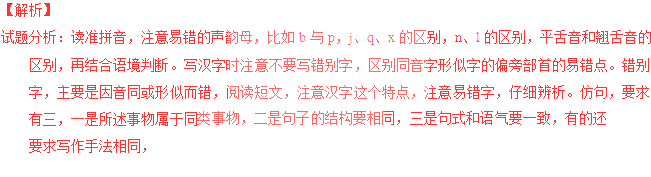 【解析】
试题分析：读准拼音，注意易错的声韵母，比如 b 与 p，j、q、x 的区别，n、l 的区别，平舌音和翘舌音的
区别，再结合语境判断。写汉字时注意不要写错别字，区别同音字形似字的偏旁部首的易错点。错别
字，主要是因音同或形似而错，阅读短文，注意汉字这个特点，注意易错字，仔细辨析。仿句，要求
有三，一是所述事物属于同类事物，二是句子的结构要相同，三是句式和语气要一致，有的还
要求写作手法相同，